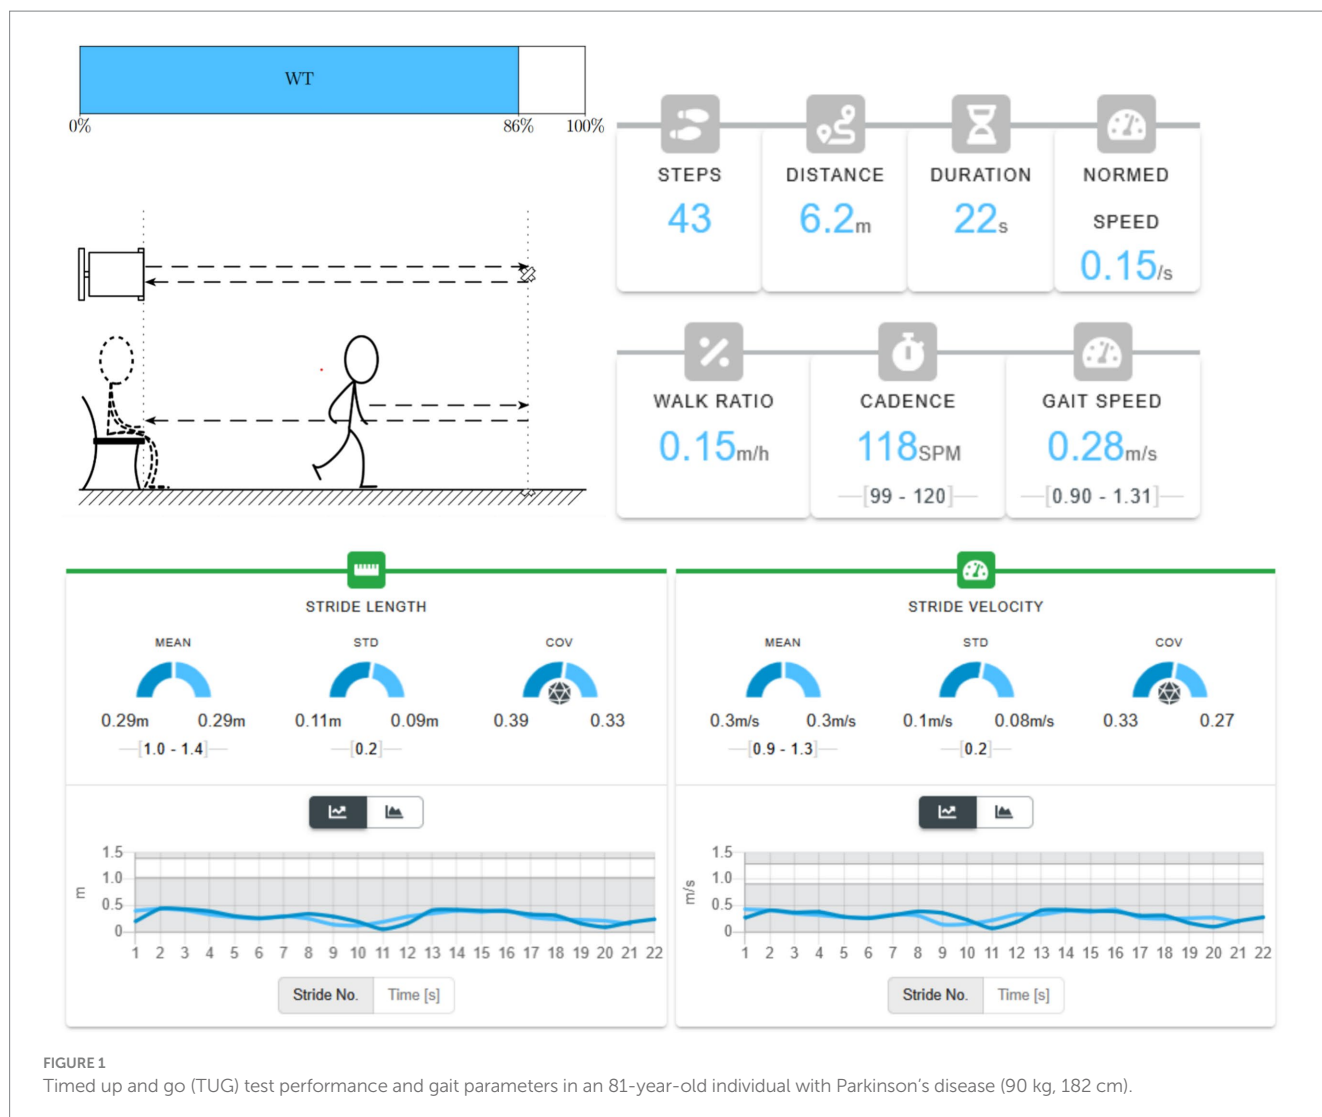 WT
0% 86% 100%
STEPS DISTANCE DURATION NORMED SPEED
43 6.2m 22s 0.15/s
WALK RATIO CADENCE GAIT SPEED
0.15m/h 118SPM 0.28m/s
[99 - 120] [0.90 - 1.31]
STRIDE LENGTH
MEAN STD COV
0.29m 0.29m 0.11m 0.09m 0.39 0.33
[1.0 - 1.4] [0.2]
1.5
1.0
0.5
0
m
1 2 3 4 5 6 7 8 9 10 11 12 13 14 15 16 17 18 19 20 21 22
Stride No. Time [s]
STRIDE VELOCITY
MEAN STD COV
0.3m/s 0.3m/s 0.1m/s 0.08m/s 0.33 0.27
[0.9 - 1.3] [0.2]
1.5
1.0
0.5
0
m/s
1 2 3 4 5 6 7 8 9 10 11 12 13 14 15 16 17 18 19 20 21 22
Stride No. Time [s]
FIGURE 1
Timed up and go (TUG) test performance and gait parameters in an 81-year-old individual with Parkinson's disease (90 kg, 182 cm).